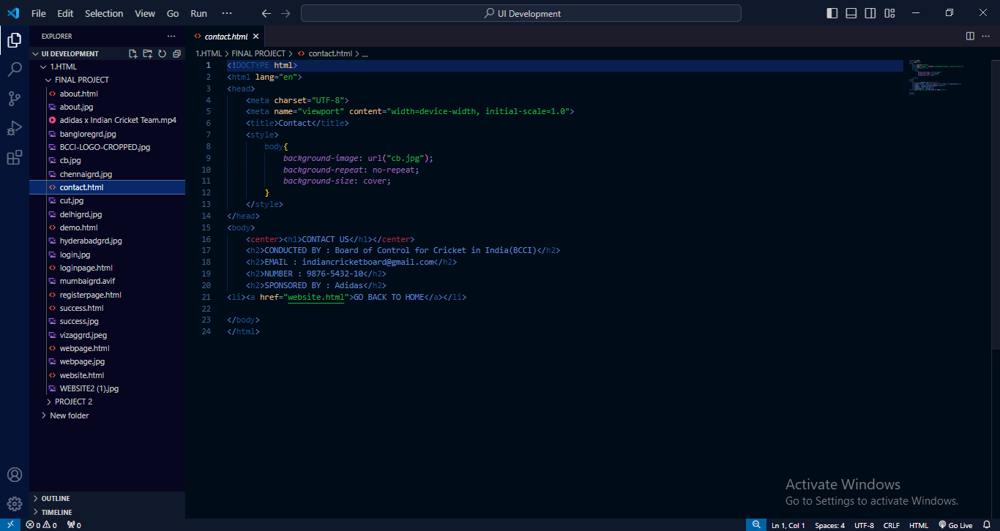 File Edit Selection View Go Run ···
UI Development
EXPLORER ···
UI DEVELOPMENT
1.HTML
FINAL PROJECT
about.html
about.jpg
adidas x Indian Cricket Team.mp4
bangloregrd.jpg
BCCI-LOGO-CROPPED.jpg
cb.jpg
chennaigrd.jpg
contact.html
cut.jpg
delhigrd.jpg
demo.html
hyderabadgrd.jpg
login.jpg
loginpage.html
mumbaigrd.avif
registerpage.html
success.html
success.jpg
vizaggrd.jpeg
webpage.html
webpage.jpg
website.html
WEBSITE2 (1).jpg
PROJECT 2
New folder
OUTLINE
TIMELINE
contact.html
1.HTML > FINAL PROJECT > contact.html > ...
1 <!DOCTYPE html>
2 <html lang="en">
3 <head>
4 <meta charset="UTF-8">
5 <meta name="viewport" content="width=device-width, initial-scale=1.0">
6 <title>Contact</title>
7 <style>
8 body{
9 background-image: url("cb.jpg");
10 background-repeat: no-repeat;
11 background-size: cover;
12 }
13 </style>
14 </head>
15 <body>
16 <center><h1>CONTACT US</h1></center>
17 <h2>CONDUCTED BY : Board of Control for Cricket in India(BCCI)</h2>
18 <h2>EMAIL : indiancricketboard@gmail.com</h2>
19 <h2>NUMBER : 9876-5432-10</h2>
20 <h2>SPONSORED BY : Adidas</h2>
21 <li><a href="website.html">GO BACK TO HOME</a></li>
22
23 </body>
24 </html>
Activate Windows
Go to Settings to activate Windows.
0 0 0
Ln 1, Col 1 Spaces: 4 UTF-8 CRLF HTML Go Live